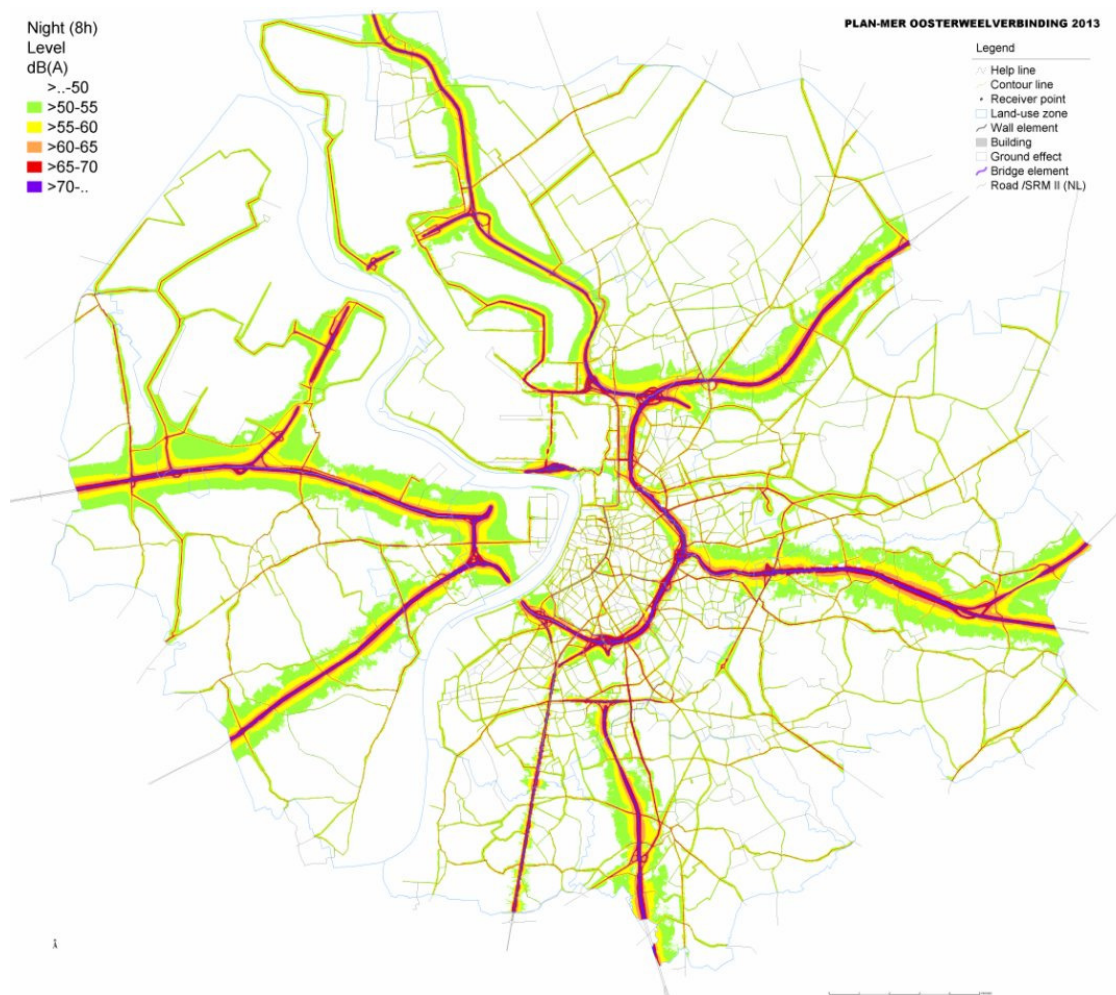 Night (8h)
Level
dB(A)
>..-50
>50-55
>55-60
>60-65
>65-70
>70-..
PLAN-MER OOSTERWEELVERBINDING 2013
Legend
Help line
Contour line
Receiver point
Land-use zone
Wall element
Building
Ground effect
Bridge element
Road /SRM II (NL)